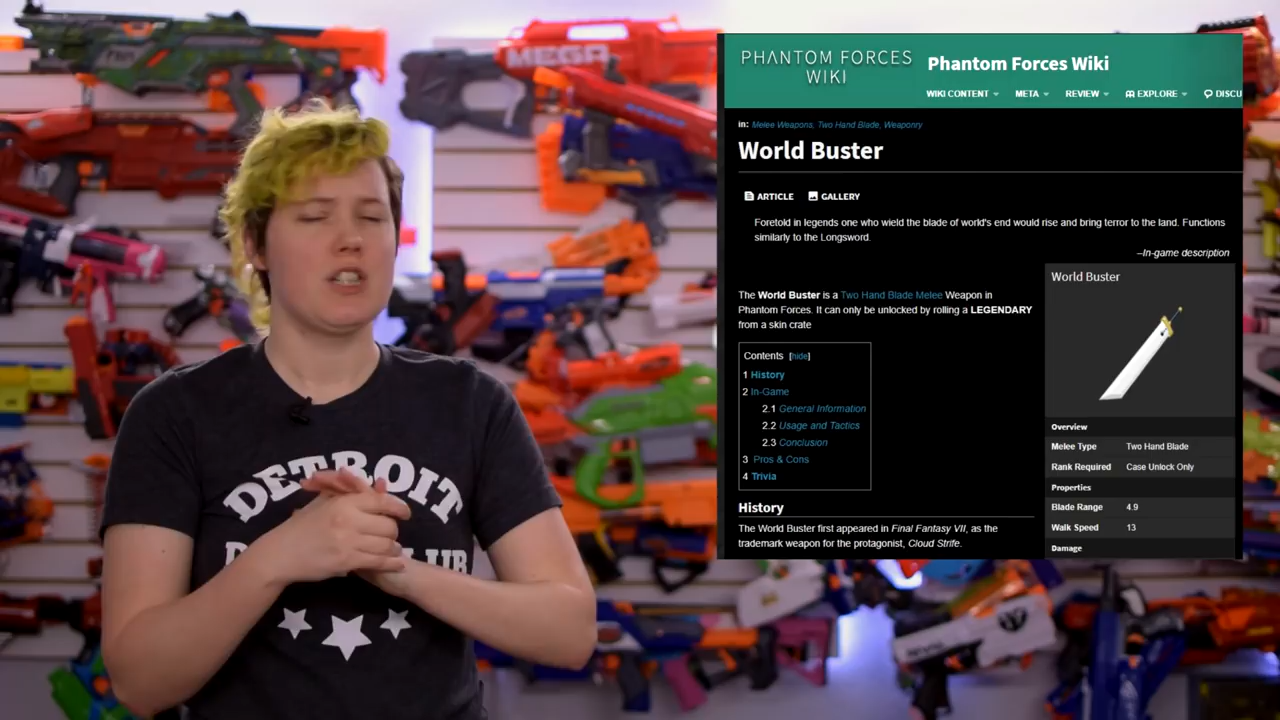 MEGA
DETROIT
PHANTOM FORCES
WIKI
Phantom Forces Wiki
WIKI CONTENT
META
REVIEW
EXPLORE
DISCU
in: Melee Weapons, Two Hand Blade, Weaponry
World Buster
ARTICLE
GALLERY
Foretold in legends one who wield the blade of world's end would rise and bring terror to the land. Functions
similarly to the Longsword.
–In-game description
The World Buster is a Two Hand Blade Melee Weapon in
Phantom Forces. It can only be unlocked by rolling a LEGENDARY
from a skin crate
Contents [hide]
1 History
2 In-Game
2.1 General Information
2.2 Usage and Tactics
2.3 Conclusion
3 Pros & Cons
4 Trivia
History
The World Buster first appeared in Final Fantasy VII, as the
trademark weapon for the protagonist, Cloud Strife.
World Buster
Overview
Melee Type Two Hand Blade
Rank Required Case Unlock Only
Properties
Blade Range 4.9
Walk Speed 13
Damage